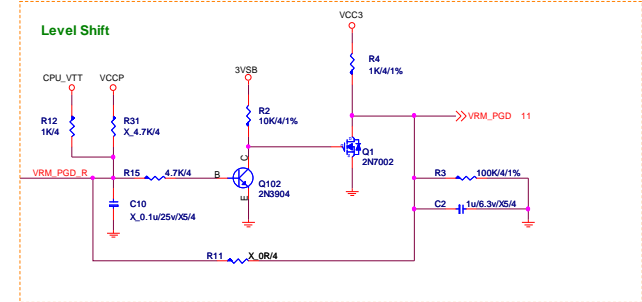 VCC3
Level Shift
R4
1K/4/1%
CPU_VTT
VCCP
3VSB
R2
10K/4/1%
R12
1K/4
R31
X_4.7K/4
VRM_PGD 11
Q1
2N7002
VRM_PGD_R
R15
4.7K/4
B
C
E
Q102
2N3904
R3
100K/4/1%
C10
X_0.1u/25v/X5/4
C2
1u/6.3v/X5/4
R11
X_0R/4